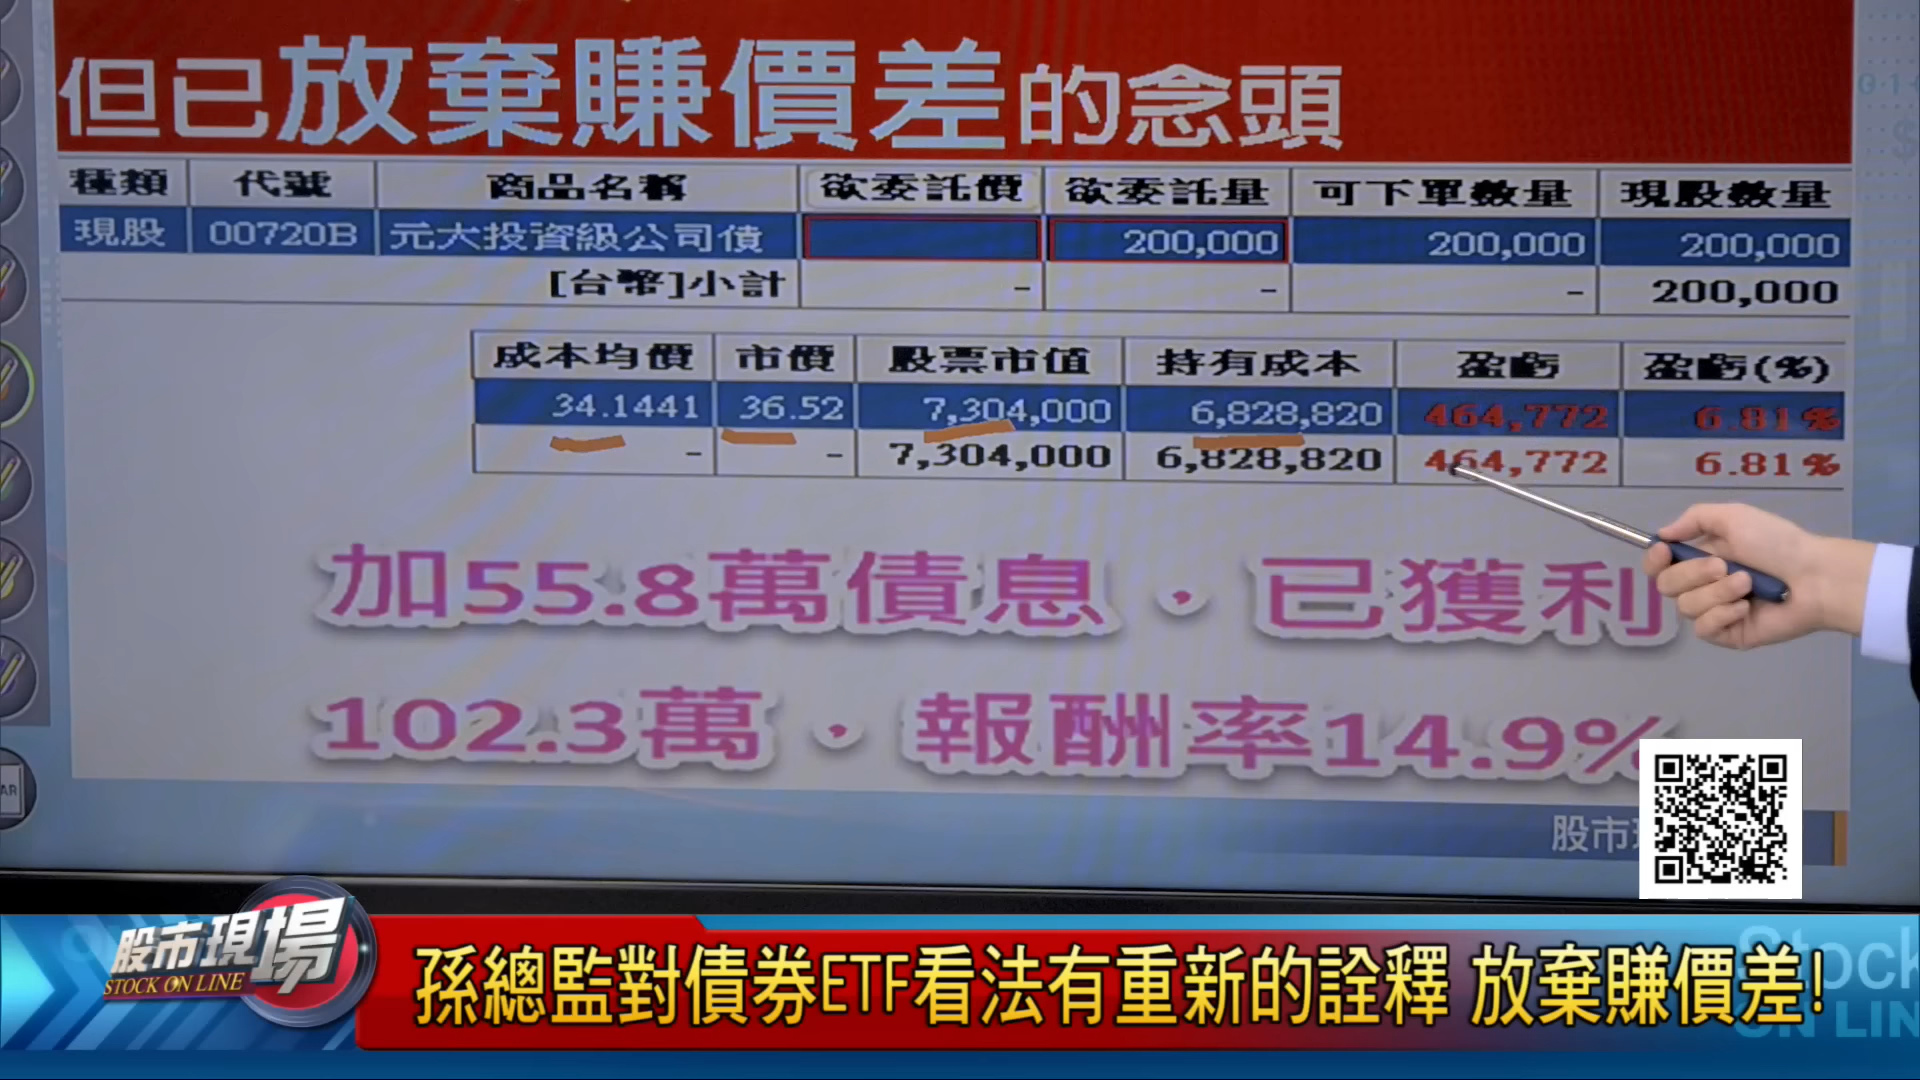 但已放棄賺價差的念頭
種類 代號 商品名稱 欲委託價 欲委託量 可下單數量 現股數量
現股 00720B 元大投資級公司債 200,000 200,000 200,000
[台幣]小計 - - - 200,000
成本均價 市價 股票市值 持有成本 盈虧 盈虧(%)
34.1441 36.52 7,304,000 6,828,820 464,772 6.81%
- - 7,304,000 6,828,820 464,772 6.81%
加55.8萬債息，已獲利
102.3萬，報酬率14.9%
股市
股市現場
STOCK ON LINE
孫總監對債券ETF看法有重新的詮釋 放棄賺價差!